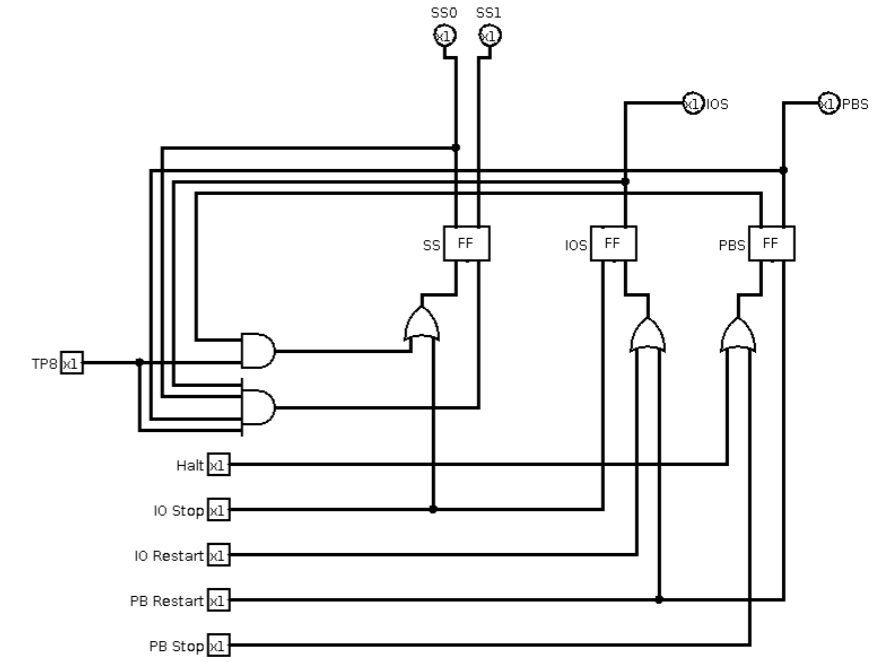 SS0 SS1
x1 x1
x1 IOS x1 PBS
SS FF IOS FF PBS FF
TP8 x1
Halt x1
IO Stop x1
IO Restart x1
PB Restart x1
PB Stop x1